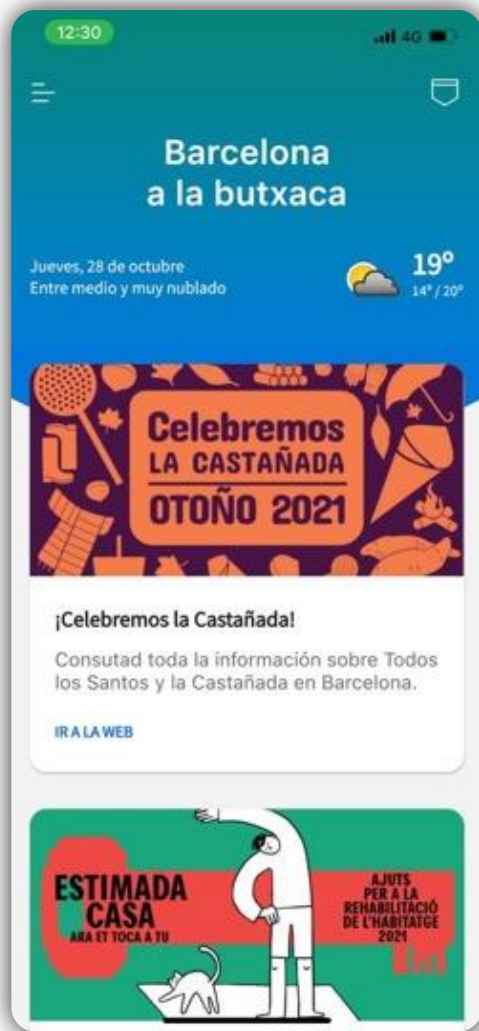 12:30
4G
Barcelona
a la butxaca
Jueves, 28 de octubre
Entre medio y muy nublado
19º
14º / 20º
Celebremos
LA CASTAÑADA
OTOÑO 2021
¡Celebremos la Castañada!
Consutad toda la información sobre Todos
los Santos y la Castañada en Barcelona.
IR A LA WEB
ESTIMADA
CASA
ARA ET TOCA A TU
AJUTS
PER A LA
REHABILITACIÓ
DE L'HABITATGE
2021